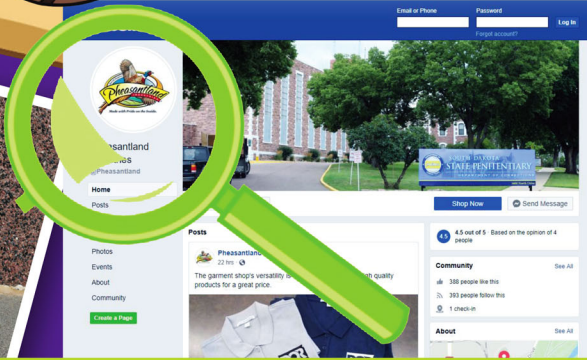 Email or Phone
Password
Log In
Forgot account?
Pheasantland
Made with Pride on the Inside
@Pheasantland
Home
Posts
Photos
Events
About
Community
Create a Page
SOUTH DAKOTA
STATE PENITENTIARY
DEPARTMENT OF CORRECTIONS
Shop Now
Send Message
Posts
Pheasantland
22 hrs
The garment shop's versatility is
quality
products for a great price.
4.5
4.5 out of 5 · Based on the opinion of 4
people
Community
See All
388 people like this
393 people follow this
1 check-in
About
See All